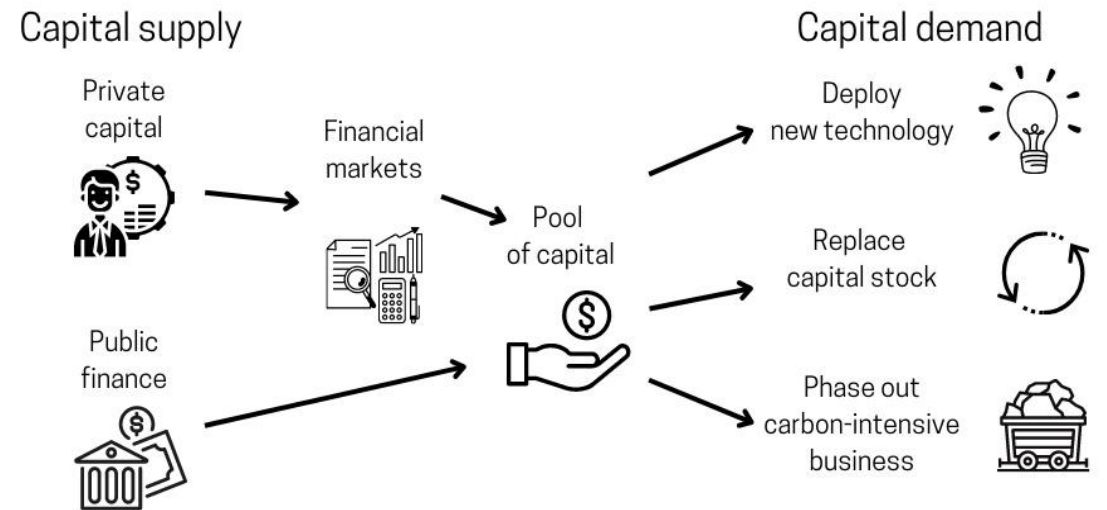 Capital supply
Capital demand
Private
capital
Financial
markets
Pool
of capital
Public
finance
Deploy
new technology
Replace
capital stock
Phase out
carbon-intensive
business
$
$
$